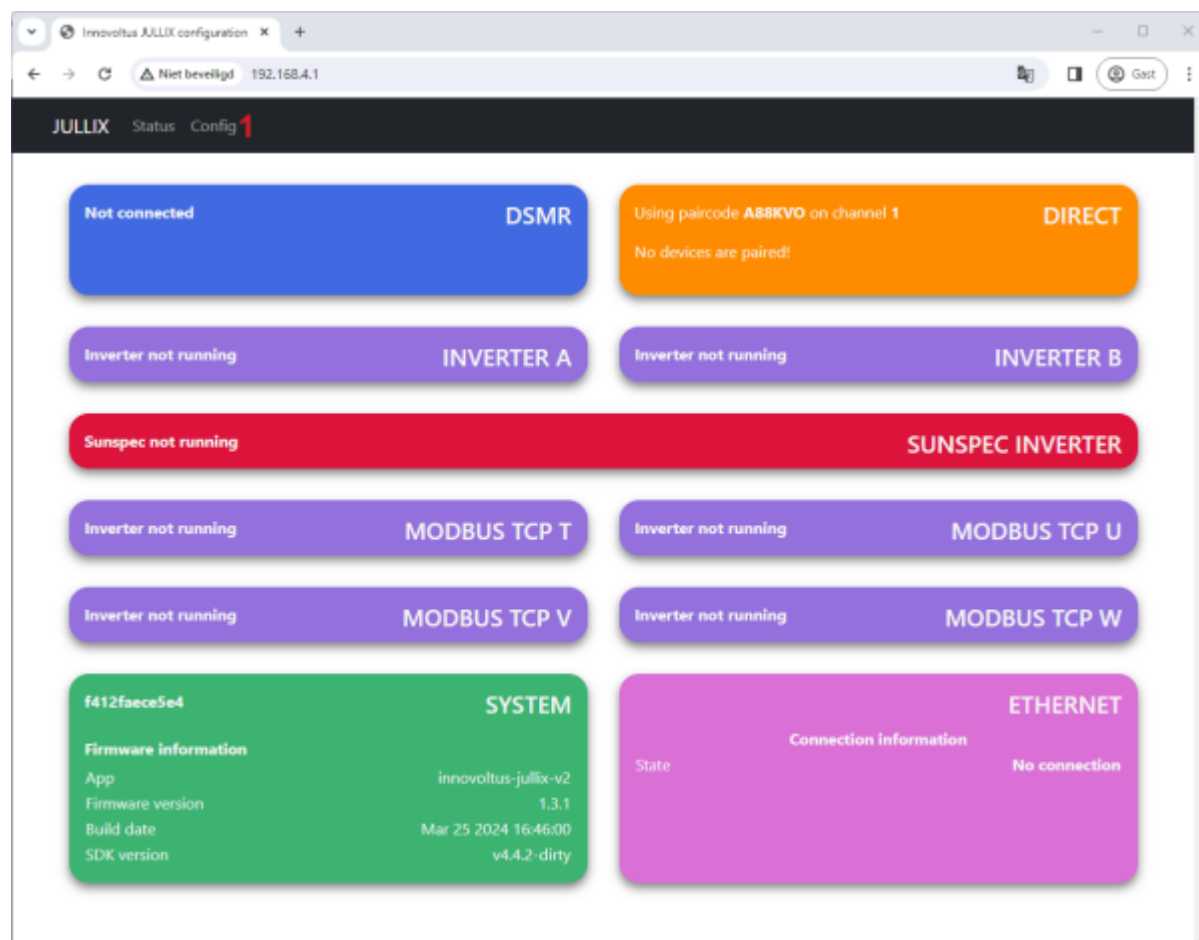 Innovoltus JULLIX configuration
Niet beveiligd 192.168.4.1 Gast
JULLIX Status Config 1
Not connected DSMR
Using paircode A88KVO on channel 1 DIRECT
No devices are paired!
Inverter not running INVERTER A
Inverter not running INVERTER B
Sunspec not running SUNSPEC INVERTER
Inverter not running MODBUS TCP T
Inverter not running MODBUS TCP U
Inverter not running MODBUS TCP V
Inverter not running MODBUS TCP W
f412faece5e4 SYSTEM
Firmware information
App innovoltus-jullix-v2
Firmware version 1.3.1
Build date Mar 25 2024 16:46:00
SDK version v4.4.2-dirty
ETHERNET
Connection information
State No connection